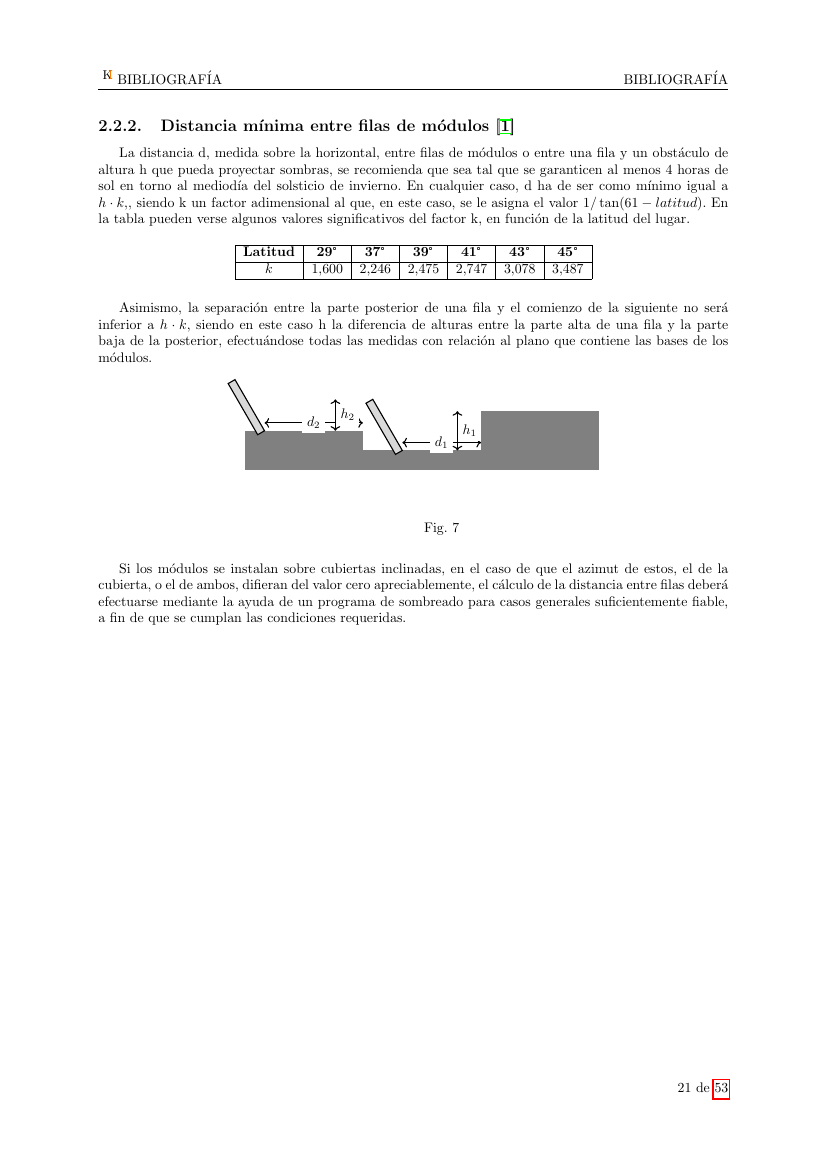 K BIBLIOGRAFÍA BIBLIOGRAFÍA
2.2.2. Distancia mínima entre filas de módulos [1]
La distancia d, medida sobre la horizontal, entre filas de módulos o entre una fila y un obstáculo de
altura h que pueda proyectar sombras, se recomienda que sea tal que se garanticen al menos 4 horas de
sol en torno al mediodía del solsticio de invierno. En cualquier caso, d ha de ser como mínimo igual a
h · k,, siendo k un factor adimensional al que, en este caso, se le asigna el valor 1/ tan(61 − latitud). En
la tabla pueden verse algunos valores significativos del factor k, en función de la latitud del lugar.
Latitud 29° 37° 39° 41° 43° 45°
k 1,600 2,246 2,475 2,747 3,078 3,487
Asimismo, la separación entre la parte posterior de una fila y el comienzo de la siguiente no será
inferior a h · k, siendo en este caso h la diferencia de alturas entre la parte alta de una fila y la parte
baja de la posterior, efectuándose todas las medidas con relación al plano que contiene las bases de los
módulos.
d2 h2
d1 h1
Fig. 7
Si los módulos se instalan sobre cubiertas inclinadas, en el caso de que el azimut de estos, el de la
cubierta, o el de ambos, difieran del valor cero apreciablemente, el cálculo de la distancia entre filas deberá
efectuarse mediante la ayuda de un programa de sombreado para casos generales suficientemente fiable,
a fin de que se cumplan las condiciones requeridas.
21 de 53